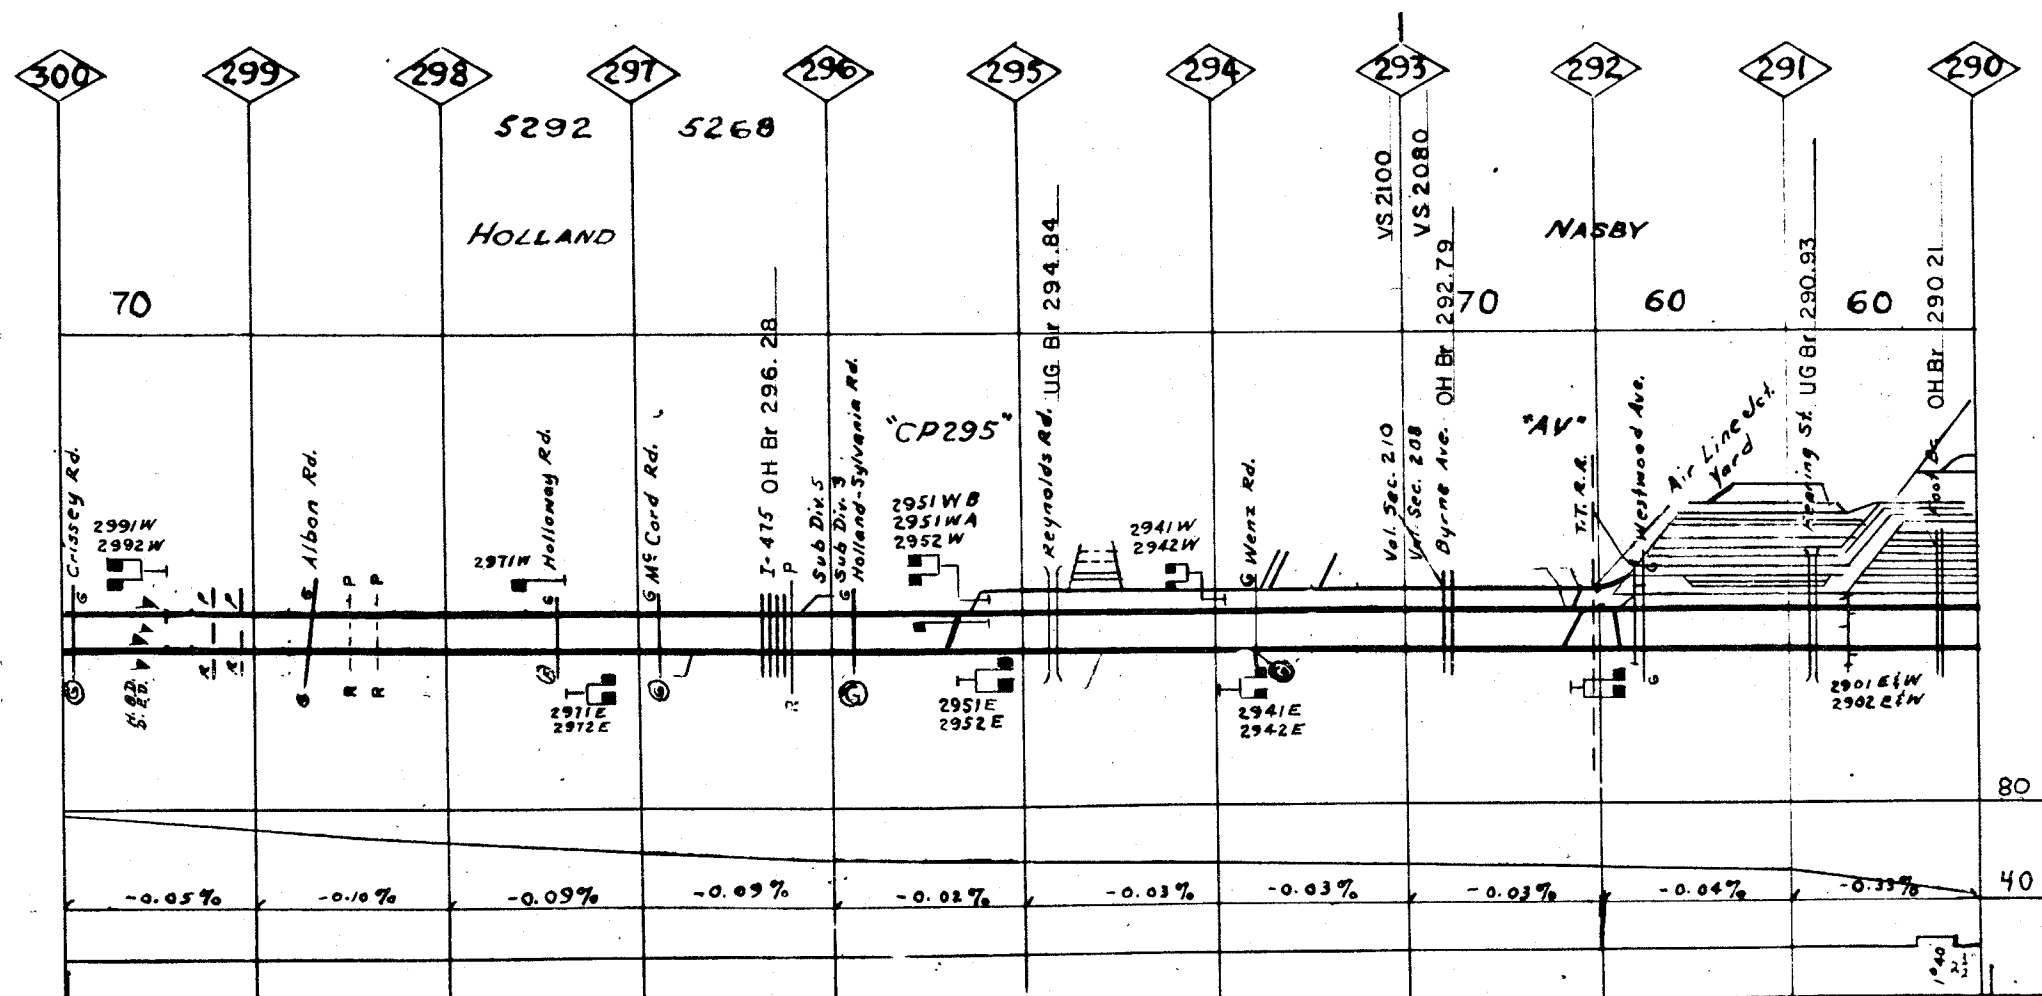 300 299 298 297 296 295 294 293 292 291 290
5292 5268
HOLLAND
NASBY
VS 2100
VS 2080
70 70 60 60
I-475 OH Br 296.28
Reynolds Rd. UG Br 294.84
Byrne Ave. OH Br 292.79
UG Br 290.93
OH Br 290.21
Crissey Rd.
G
2991W
2992W
Albon Rd.
G
2971W
Holloway Rd.
G
McCord Rd.
G
Sub Div. 5
Sub Div. 3
Holland-Sylvania Rd.
G
"CP295"
2951WB
2951WA
2952W
2941W
2942W
G Wenz Rd.
Val. Sec. 210
Val. Sec. 208
"AV"
T.T.R.R.
Westwood Ave.
G
Air Line Jct.
Yard
P P
P P
P
R R
R R
R
G
G
G
G
G
G
G
H.B.D.
D.E.D.
2971E
2972E
2951E
2952E
2941E
2942E
2901 E&W
2902 E&W
80
40
-0.05% -0.10% -0.09% -0.09% -0.02% -0.03% -0.03% -0.03% -0.04% -0.33%
1°40
2½